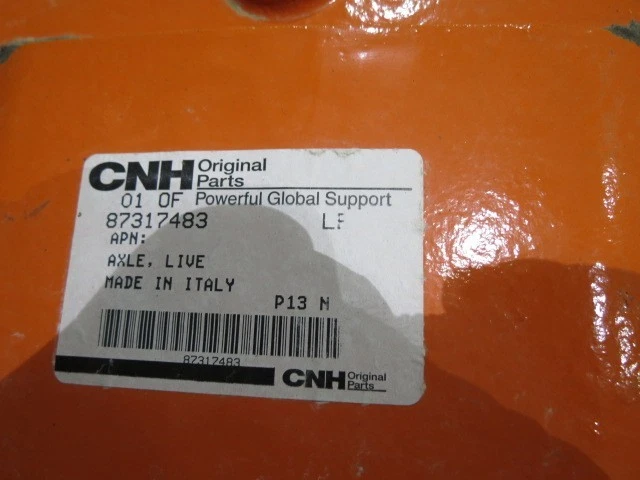 CNH Original Parts
01 OF Powerful Global Support
87317483
APN:
AXLE, LIVE
MADE IN ITALY
P13 N
87317483
CNH Original Parts